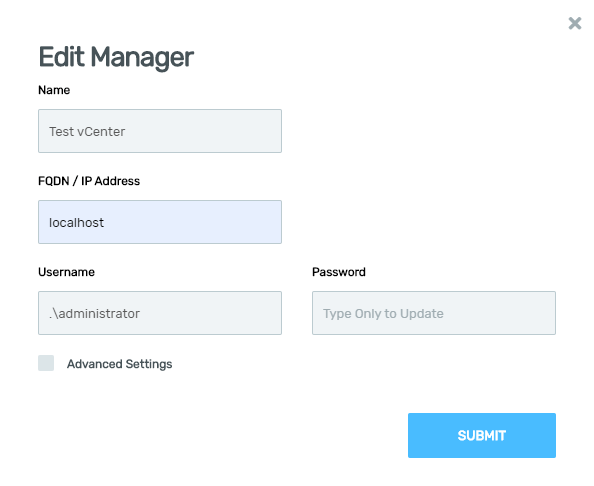 Edit Manager
Name
Test vCenter
FQDN / IP Address
localhost
Username
Password
.\administrator
Type Only to Update
Advanced Settings
SUBMIT